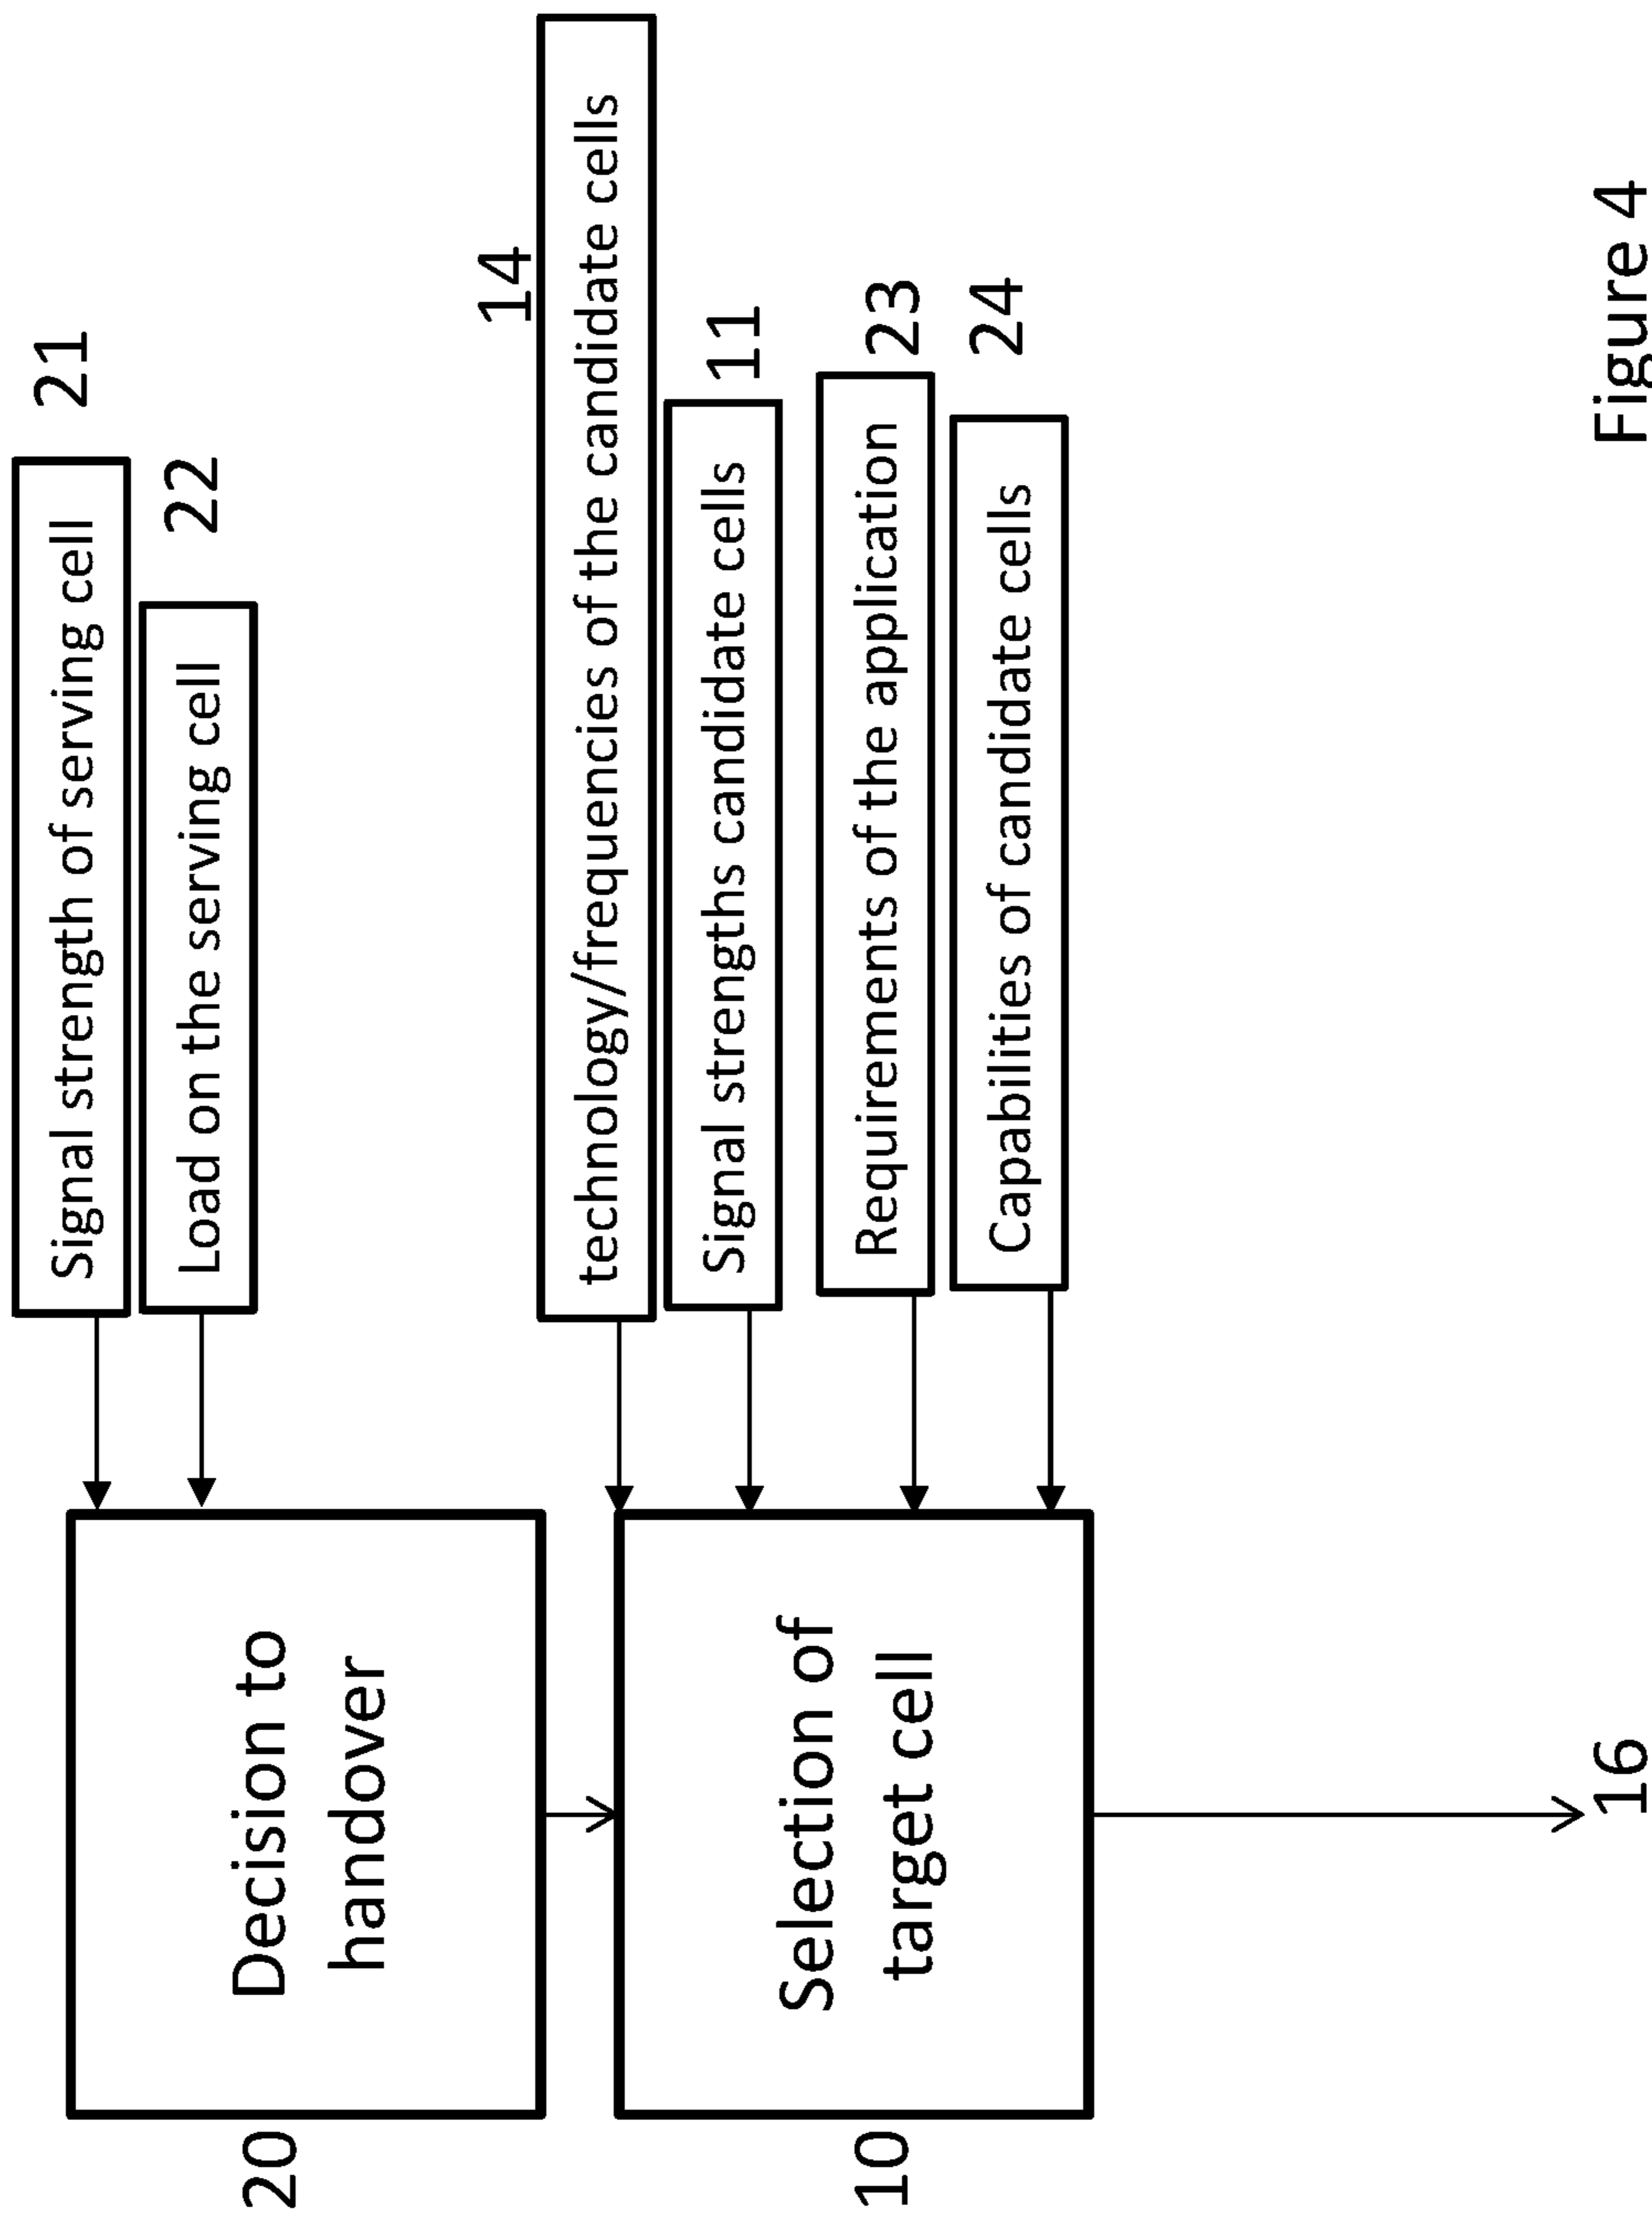 Signal strength of serving cell
21
Load on the serving cell
22
20
Decision to
handover
14
technology/frequencies of the candidate cells
Signal strengths candidate cells
11
10
Selection of
target cell
Requirements of the application
23
Capabilities of candidate cells
24
16
Figure 4